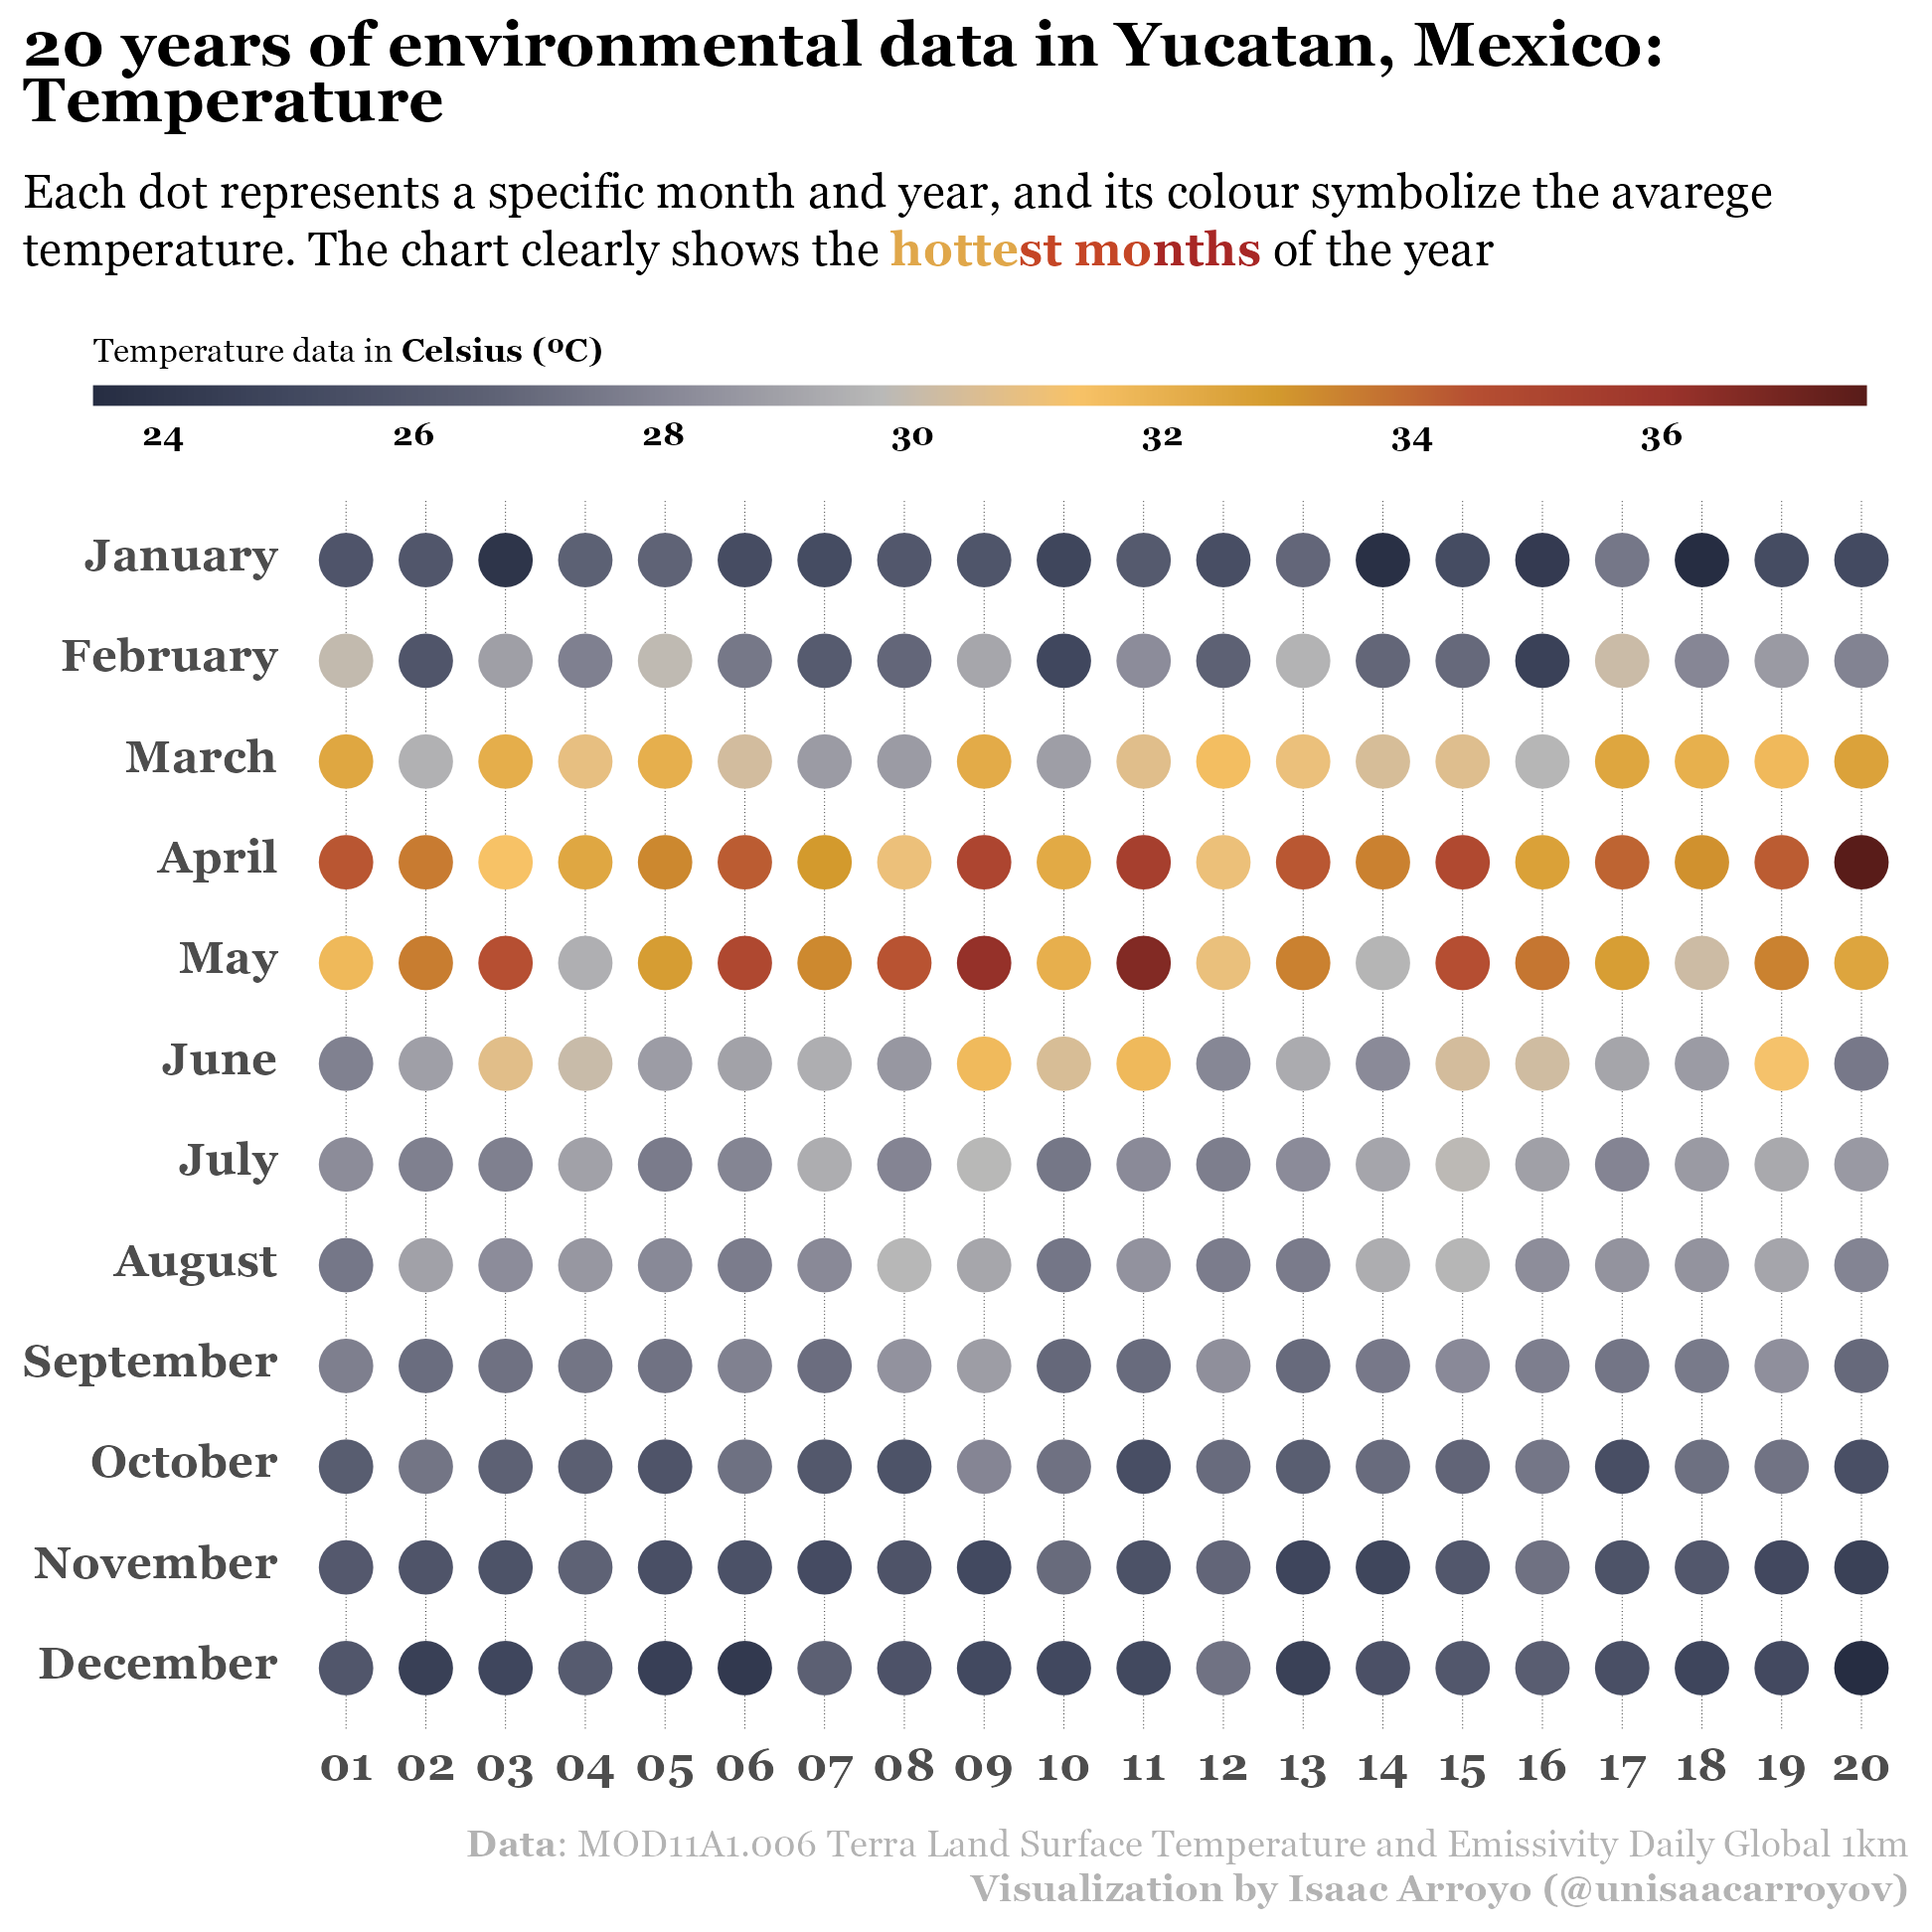 20 years of environmental data in Yucatan, Mexico:
Temperature
Each dot represents a specific month and year, and its colour symbolize the avarege
temperature. The chart clearly shows the hottest months of the year
Temperature data in Celsius (ºC)
24 26 28 30 32 34 36
January
February
March
April
May
June
July
August
September
October
November
December
01 02 03 04 05 06 07 08 09 10 11 12 13 14 15 16 17 18 19 20
Data: MOD11A1.006 Terra Land Surface Temperature and Emissivity Daily Global 1km
Visualization by Isaac Arroyo (@unisaacarroyov)